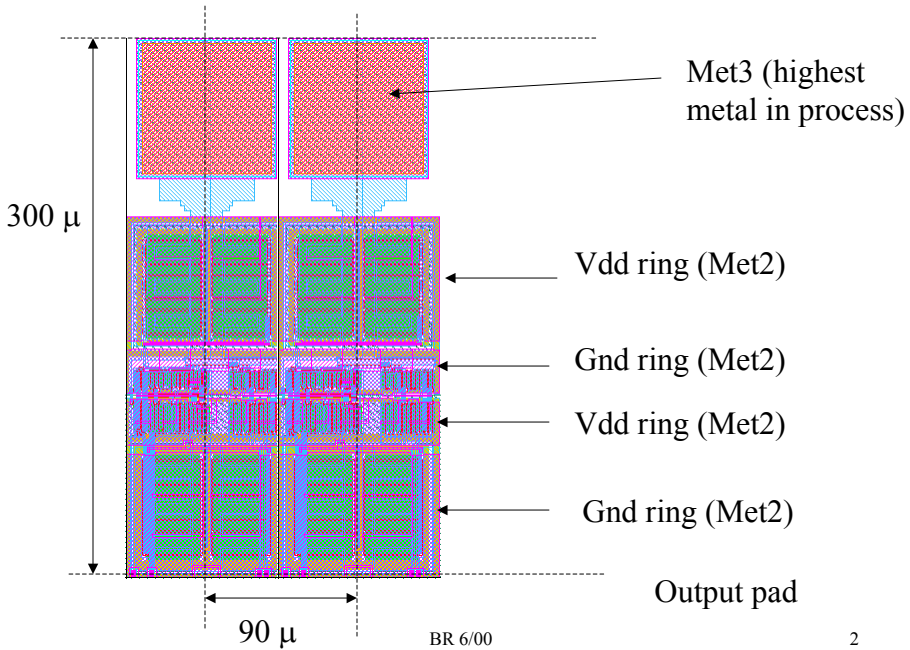 Met3 (highest
metal in process)
300 μ
Vdd ring (Met2)
Gnd ring (Met2)
Vdd ring (Met2)
Gnd ring (Met2)
Output pad
90 μ
BR 6/00
2